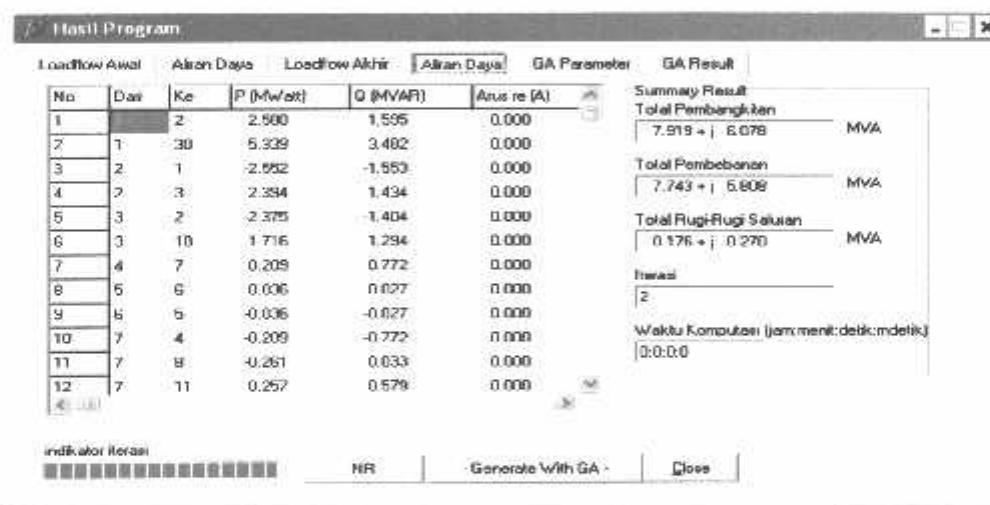 Hasil Program
Loadflow Awal Aliran Daya Loadflow Akhir Aliran Daya GA Parameter GA Result
No Dari Ke P (MWatt) Q (MVAR) Arus re (A)
1 2 2.580 1.595 0.000
2 1 30 5.339 3.482 0.000
3 2 1 -2.552 -1.553 0.000
4 2 3 2.394 1.434 0.000
5 3 2 -2.375 -1.404 0.000
6 3 10 1.716 1.294 0.000
7 4 7 0.209 0.772 0.000
8 5 6 0.036 0.027 0.000
9 6 5 -0.036 -0.027 0.000
10 7 4 -0.209 -0.772 0.000
11 7 8 -0.261 0.033 0.000
12 7 11 0.257 0.579 0.000
Summary Result
Total Pembangkitan
7.919 + j 6.078 MVA
Total Pembebanan
7.743 + j 5.808 MVA
Total Rugi-Rugi Saluran
0.176 + j 0.270 MVA
Iterasi
2
Waktu Komputasi (jam:menit:detik:mdetik)
0:0:0:0
indikator iterasi
NR - Generate With GA - Close